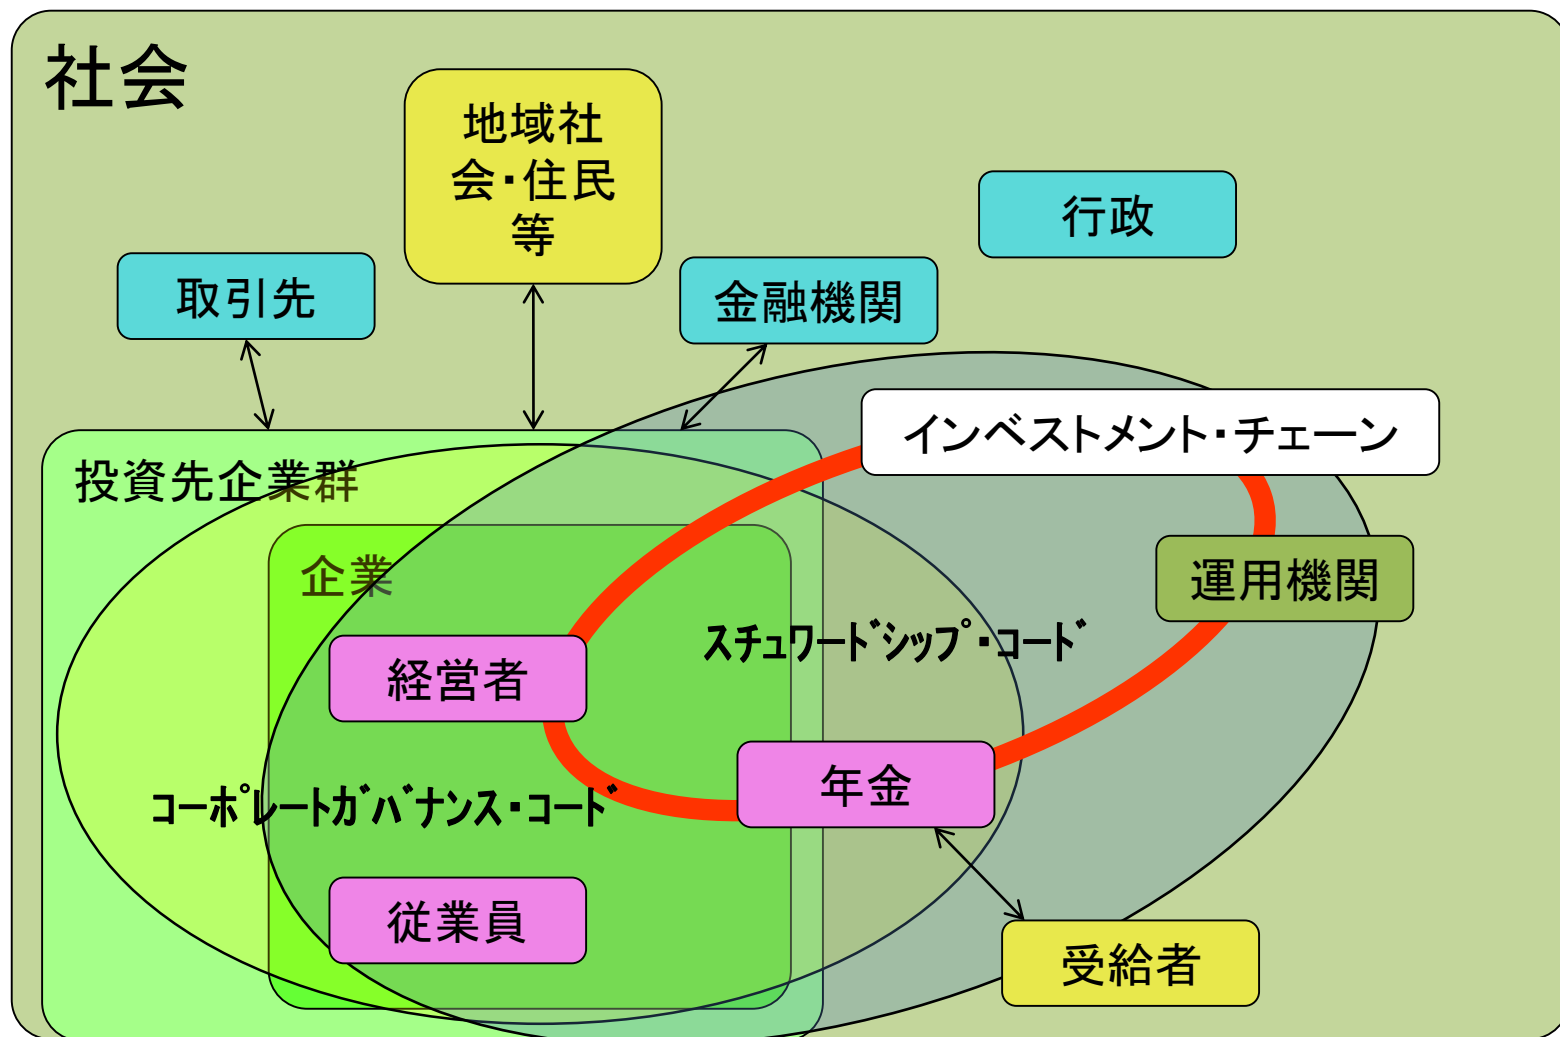 社会
地域社
会・住民
等
行政
取引先
金融機関
インベストメント・チェーン
投資先企業群
企業
運用機関
ｽﾁｭﾜｰﾄﾞｼｯﾌﾟ・ｺｰﾄﾞ
経営者
年金
ｺｰﾎﾟﾚｰﾄｶﾞﾊﾞﾅﾝｽ・ｺｰﾄﾞ
従業員
受給者